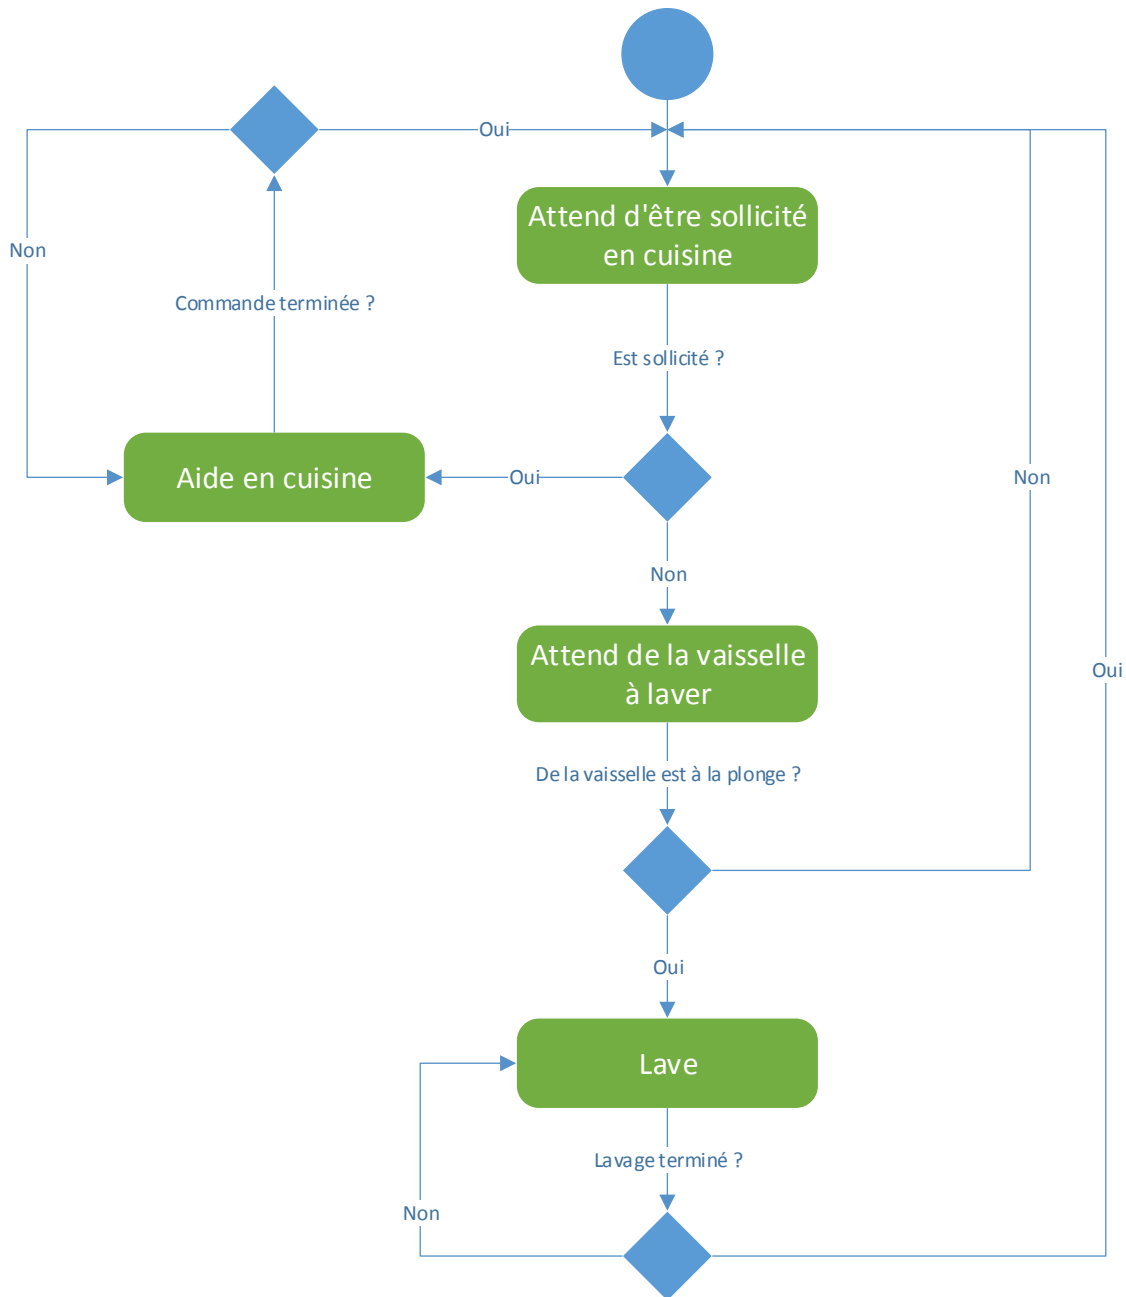 Oui
Attend d'être sollicité
en cuisine
Non
Commande terminée ?
Est sollicité ?
Aide en cuisine
Oui
Non
Non
Attend de la vaisselle
à laver
Oui
De la vaisselle est à la plonge ?
Oui
Lave
Lavage terminé ?
Non